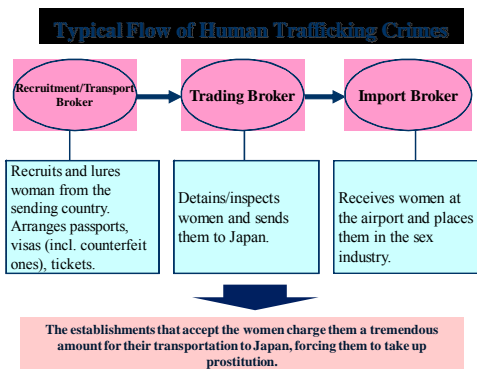 Typical Flow of Human Trafficking Crimes
Recruitment/Transport
Broker
Trading Broker
Import Broker
Recruits and lures
woman from the
sending country.
Arranges passports,
visas (incl. counterfeit
ones), tickets.
Detains/inspects
women and sends
them to Japan.
Receives women at
the airport and places
them in the sex
industry.
The establishments that accept the women charge them a tremendous
amount for their transportation to Japan, forcing them to take up
prostitution.